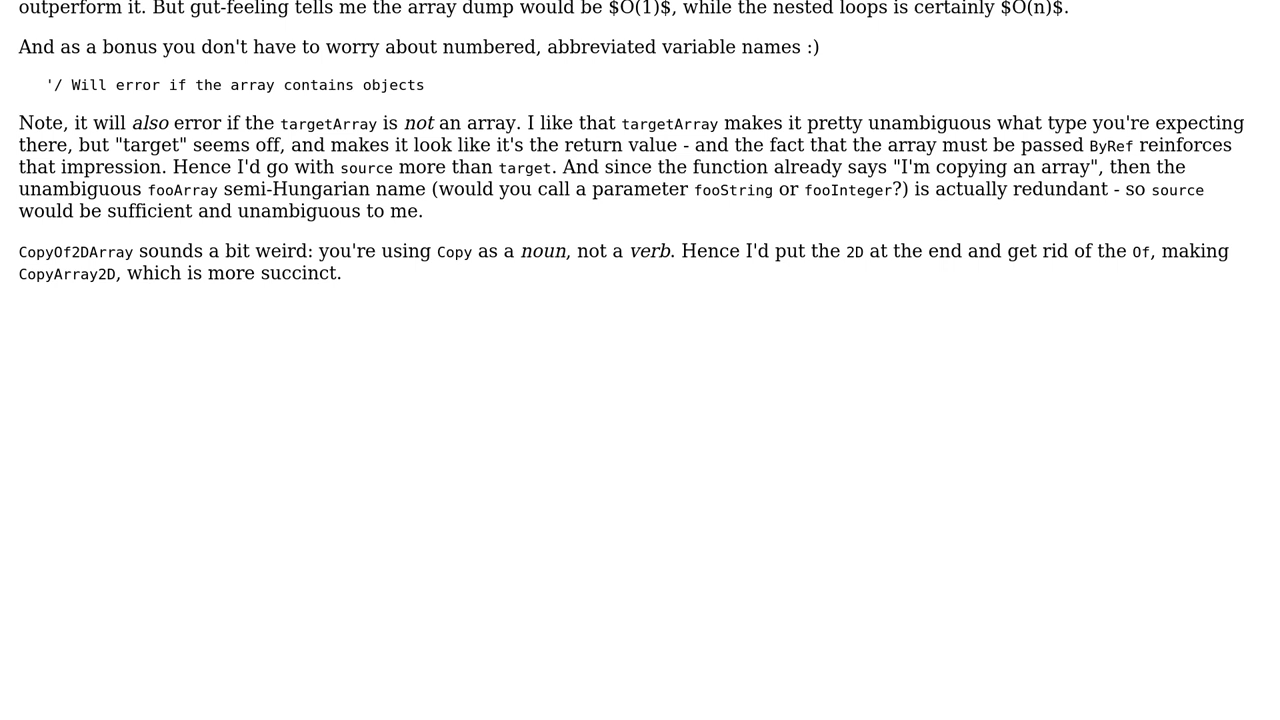 outperform it. But gut-feeling tells me the array dump would be $O(1)$, while the nested loops is certainly $O(n)$.
And as a bonus you don't have to worry about numbered, abbreviated variable names :)
'/ Will error if the array contains objects
Note, it will also error if the targetArray is not an array. I like that targetArray makes it pretty unambiguous what type you're expecting
there, but "target" seems off, and makes it look like it's the return value - and the fact that the array must be passed ByRef reinforces
that impression. Hence I'd go with source more than target. And since the function already says "I'm copying an array", then the
unambiguous fooArray semi-Hungarian name (would you call a parameter fooString or fooInteger?) is actually redundant - so source
would be sufficient and unambiguous to me.
CopyOf2DArray sounds a bit weird: you're using Copy as a noun, not a verb. Hence I'd put the 2D at the end and get rid of the Of, making
CopyArray2D, which is more succinct.